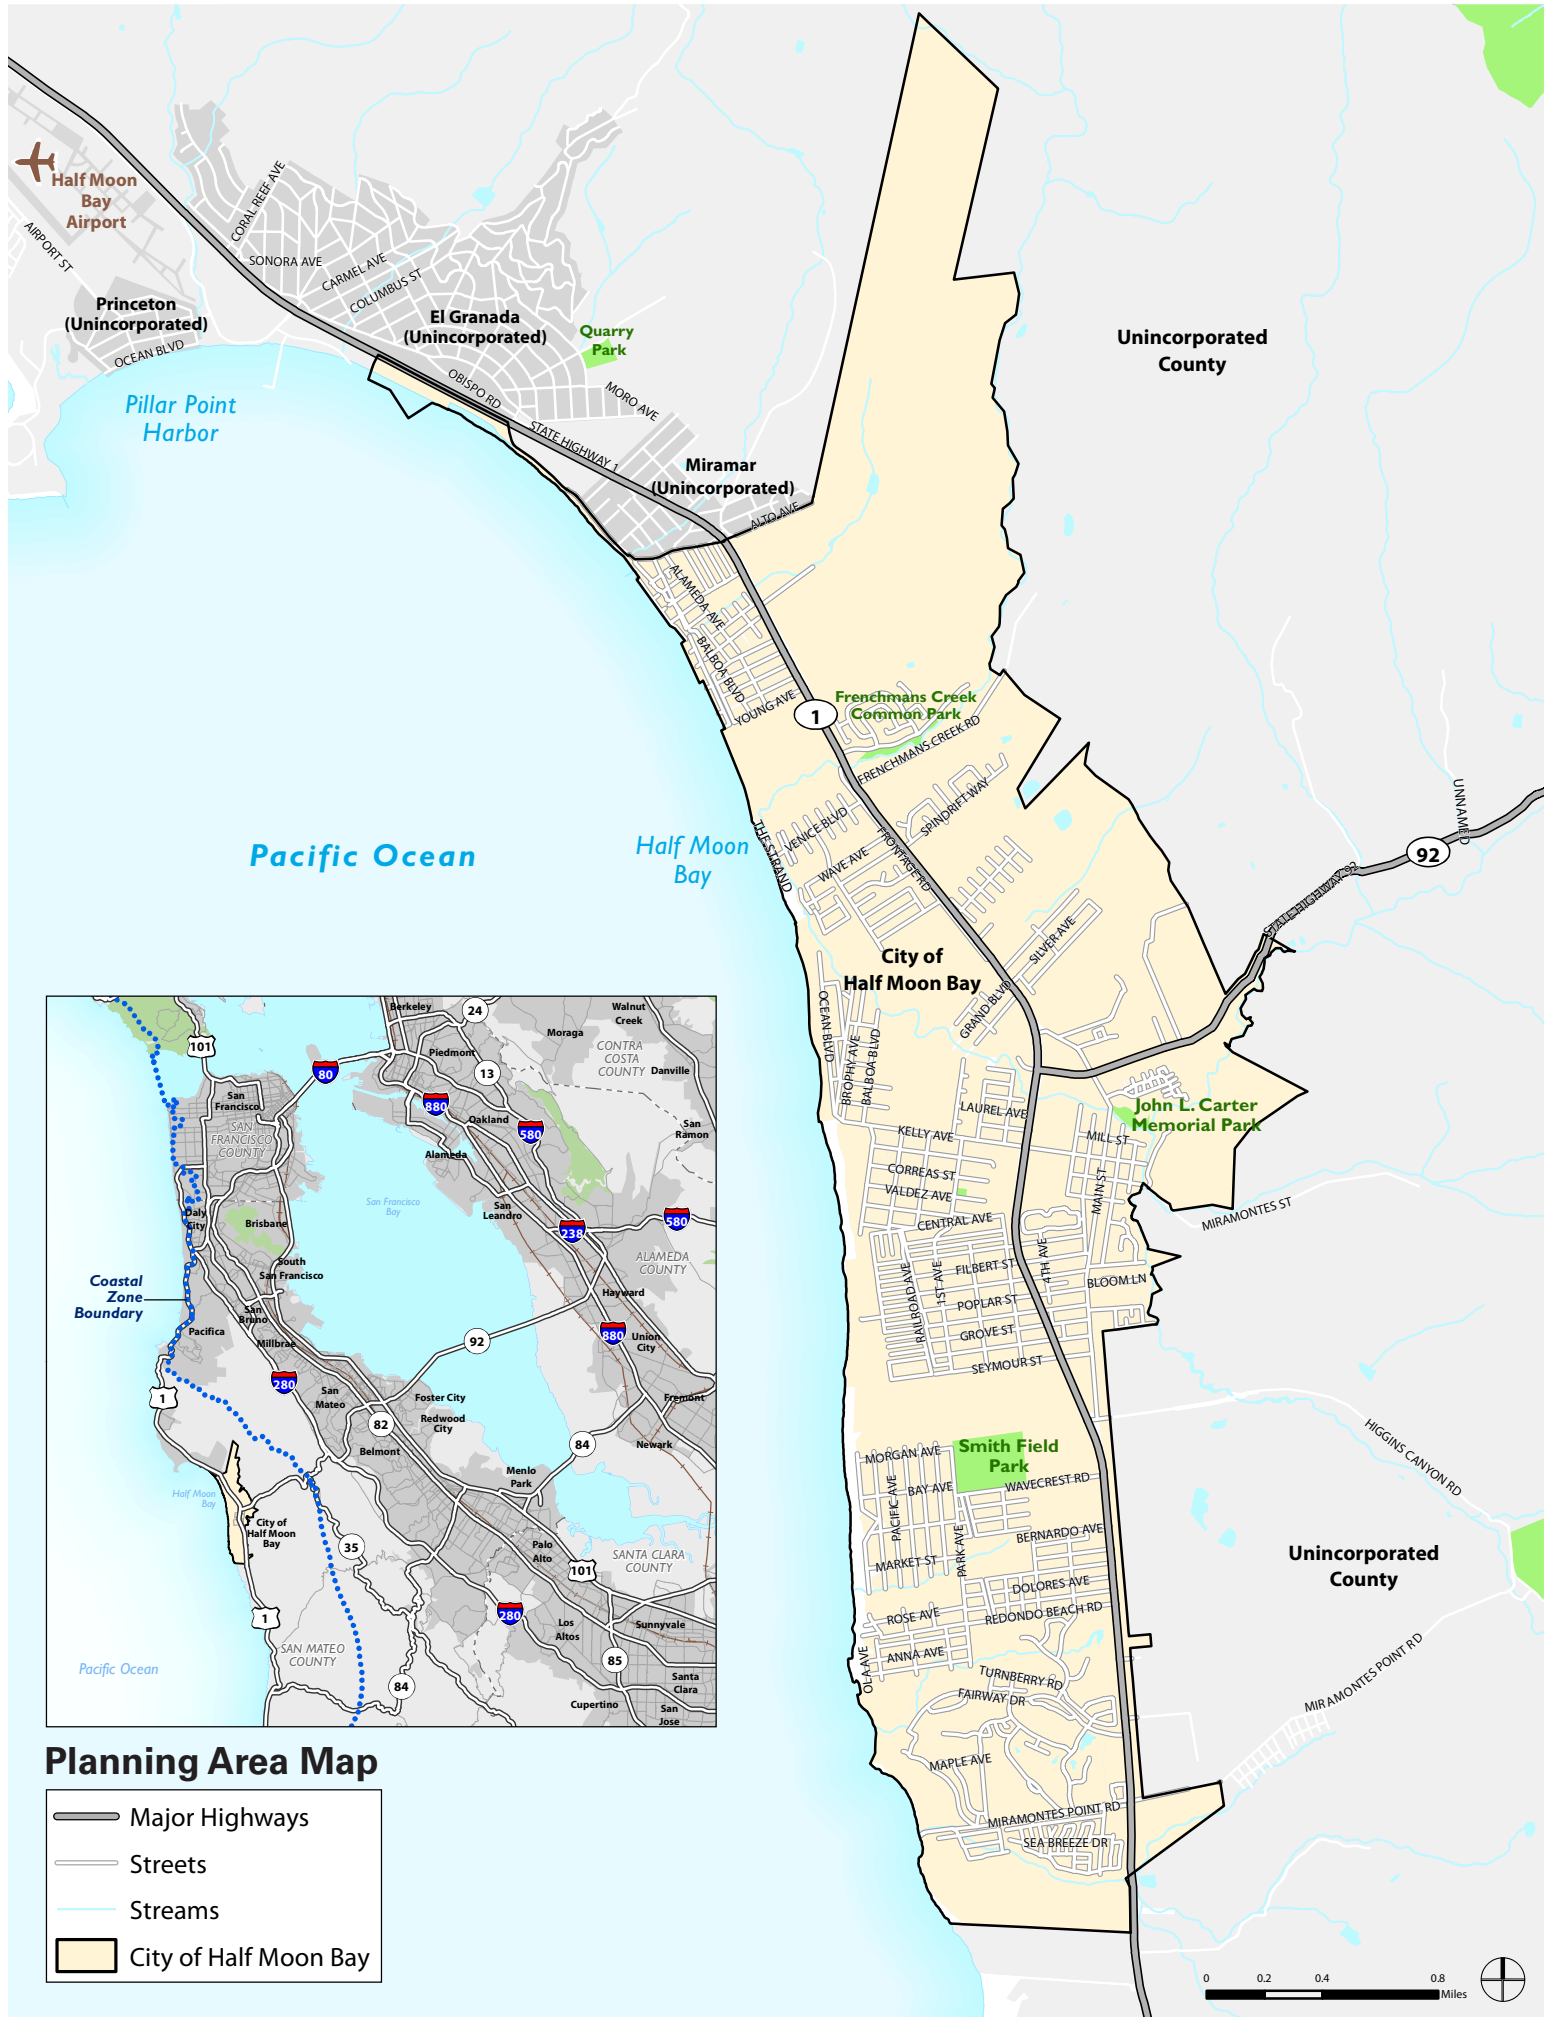 Half Moon
Bay
Airport
AIRPORT ST
CORAL REEF AVE
SONORA AVE
CARMEL AVE
COLUMBUS ST
Princeton
(Unincorporated)
OCEAN BLVD
El Granada
(Unincorporated)
Quarry
Park
OBISPO RD
MORO AVE
STATE HIGHWAY 1
Pillar Point
Harbor
Miramar
(Unincorporated)
ALTO AVE
Unincorporated
County
ALAMEDA AVE
BALBOA BLVD
YOUNG AVE
1
Frenchmans Creek
Common Park
FRENCHMANS CREEK RD
SPINDRIFT WAY
VENICE BLVD
WAVE AVE
FRONTAGE RD
THE STRAND
Pacific Ocean
Half Moon
Bay
UNNAMED
92
STATE HIGHWAY 92
SILVER AVE
City of
Half Moon Bay
GRAND BLVD
OCEAN BLVD
BROPHY AVE
BALBOA BLVD
LAUREL AVE
KELLY AVE
John L. Carter
Memorial Park
MILL ST
MAIN ST
CORREAS ST
VALDEZ AVE
CENTRAL AVE
MIRAMONTES ST
4TH AVE
FILBERT ST
BLOOM LN
RAILROAD AVE
1ST AVE
POPLAR ST
GROVE ST
SEYMOUR ST
MORGAN AVE
Smith Field
Park
PACIFIC AVE
BAY AVE
WAVECREST RD
HIGGINS CANYON RD
BERNARDO AVE
PARK AVE
MARKET ST
Unincorporated
County
DOLORES AVE
ROSE AVE
REDONDO BEACH RD
ANNA AVE
OLA AVE
TURNBERRY RD
FAIRWAY DR
MIRAMONTES POINT RD
MAPLE AVE
MIRAMONTES POINT RD
SEA BREEZE DR
Berkeley
24
Walnut
Creek
Moraga
101
CONTRA
COSTA
COUNTY
Piedmont
Danville
80
13
San
Francisco
880
SAN
FRANCISCO
COUNTY
Oakland
580
San
Ramon
Alameda
San Francisco
Bay
San
Leandro
Daly
City
Brisbane
238
580
South
San Francisco
ALAMEDA
COUNTY
Coastal
Zone
Boundary
Hayward
San
Bruno
Pacifica
Millbrae
92
880
Union
City
280
1
San
Mateo
Foster City
Fremont
82
Redwood
City
Belmont
84
Newark
Menlo
Park
Half Moon
Bay
City of
Half Moon
Bay
35
Palo
Alto
101
SANTA CLARA
COUNTY
1
280
Los
Altos
Sunnyvale
SAN MATEO
COUNTY
85
Pacific Ocean
84
Santa
Clara
Cupertino
San
Jose
Planning Area Map
Major Highways
Streets
Streams
City of Half Moon Bay
0 0.2 0.4 0.8
Miles